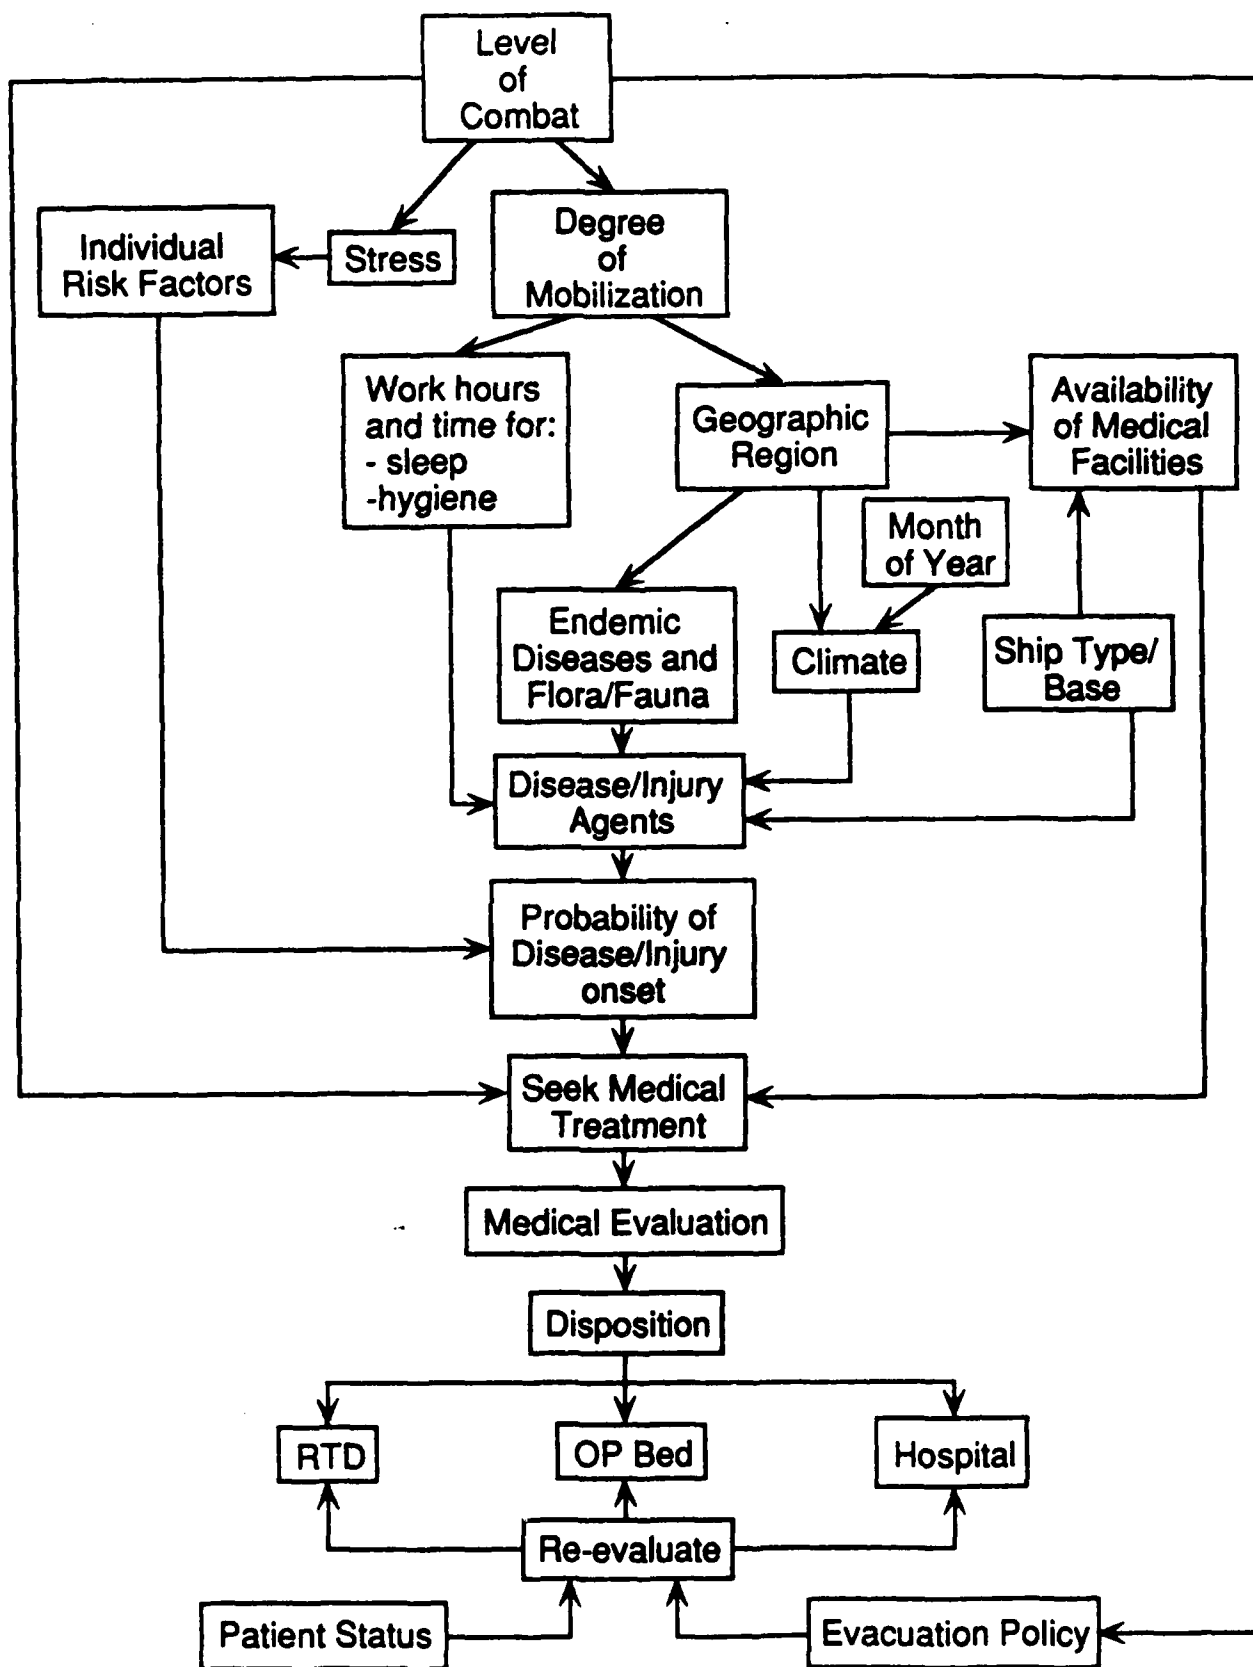 Level
of
Combat
Individual
Risk Factors
Stress
Degree
of
Mobilization
Work hours
and time for:
- sleep
-hygiene
Geographic
Region
Availability
of Medical
Facilities
Month
of Year
Endemic
Diseases and
Flora/Fauna
Climate
Ship Type/
Base
Disease/Injury
Agents
Probability of
Disease/Injury
onset
Seek Medical
Treatment
Medical Evaluation
Disposition
RTD
OP Bed
Hospital
Re-evaluate
Patient Status
Evacuation Policy